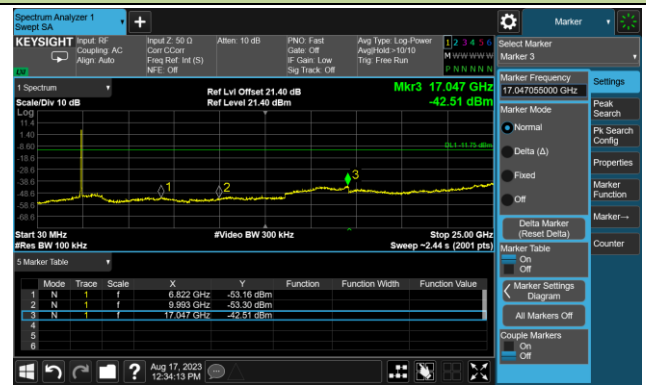 Spectrum Analyzer 1
Swept SA
Marker
KEYSIGHT
Input: RF
Coupling: AC
Align: Auto
Input Z: 50 Ω
Corr CCorr
Freq Ref: Int (S)
NFE: Off
Atten: 10 dB
PNO: Fast
Gate: Off
IF Gain: Low
Sig Track: Off
Avg Type: Log-Power
Avg|Hold:>10/10
Trig: Free Run
1 2 3 4 5 6
M W W W W W
P N N N N N
LXI
Select Marker
Marker 3
1 Spectrum
Ref Lvl Offset 21.40 dB
Mkr3 17.047 GHz
Scale/Div 10 dB
Ref Level 21.40 dBm
-42.51 dBm
Log
11.4
1.40
-8.60
-18.6
-28.6
-38.6
-48.6
-58.6
-68.6
DL1 -11.75 dBm
1
2
3
Start 30 MHz
#Video BW 300 kHz
Stop 25.00 GHz
#Res BW 100 kHz
Sweep ~2.44 s (2001 pts)
5 Marker Table
Mode Trace Scale X Y Function Function Width Function Value
1 N 1 f 6.822 GHz -53.16 dBm
2 N 1 f 9.993 GHz -53.30 dBm
3 N 1 f 17.047 GHz -42.51 dBm
4
5
6
Marker Frequency
17.047055000 GHz
Marker Mode
Normal
Delta (Δ)
Fixed
Off
Delta Marker
(Reset Delta)
Marker Table
On
Off
Marker Settings
Diagram
All Markers Off
Couple Markers
On
Off
Settings
Peak
Search
Pk Search
Config
Properties
Marker
Function
Marker→
Counter
?
Aug 17, 2023
12:34:13 PM